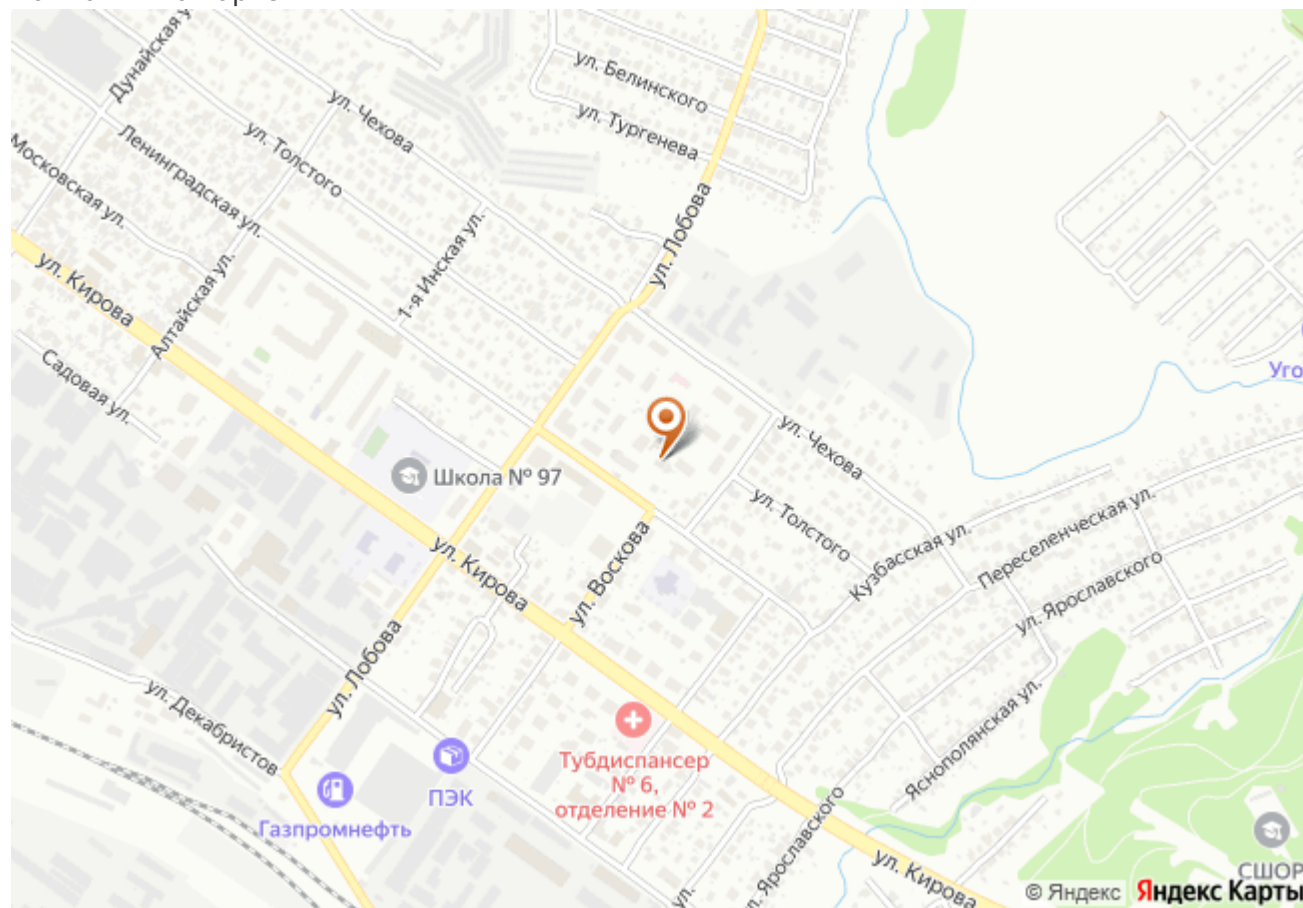 Дунайская у
ул. Чехова
ул. Белинского
ул. Тургенева
Ленинградская ул.
ул. Толстого
Московская ул.
ул. Лобова
1-я Инская ул.
Алтайская ул.
ул. Кирова
Садовая ул.
Уго
Школа № 97
ул. Чехова
ул. Толстого
ул. Воскова
Кузбасская ул.
Переселенческая ул.
ул. Ярославского
ул. Кирова
ул. Лобова
ул. Декабристов
Яснополянская ул.
Тубдиспансер
№ 6,
отделение № 2
ПЭК
Газпромнефть
ул.
ул. Ярославского
ул. Кирова
СШОР
© Яндекс Яндекс Карты